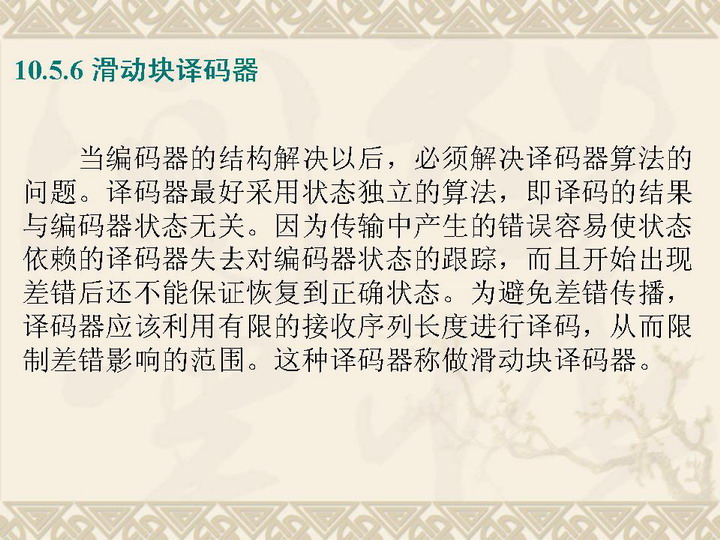 10.5.6 滑动块译码器
当编码器的结构解决以后，必须解决译码器算法的
问题。译码器最好采用状态独立的算法，即译码的结果
与编码器状态无关。因为传输中产生的错误容易使状态
依赖的译码器失去对编码器状态的跟踪，而且开始出现
差错后还不能保证恢复到正确状态。为避免差错传播，
译码器应该利用有限的接收序列长度进行译码，从而限
制差错影响的范围。这种译码器称做滑动块译码器。